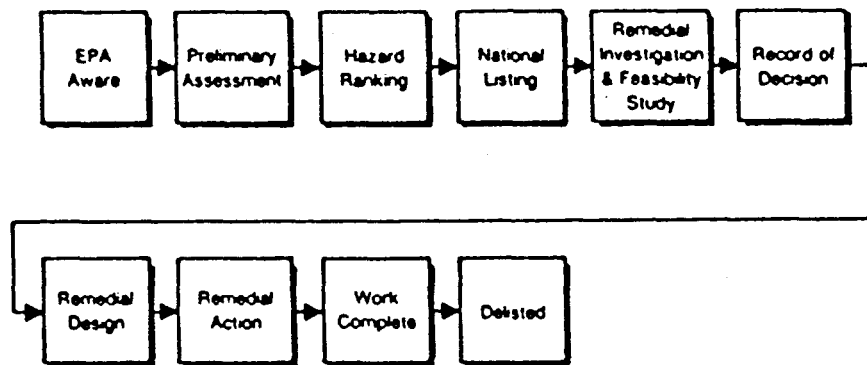 EPA
Aware
Preliminary
Assessment
Hazard
Ranking
National
Listing
Remedial
Investigation
& Feasibility
Study
Record of
Decision
Remedial
Design
Remedial
Action
Work
Complete
Delisted